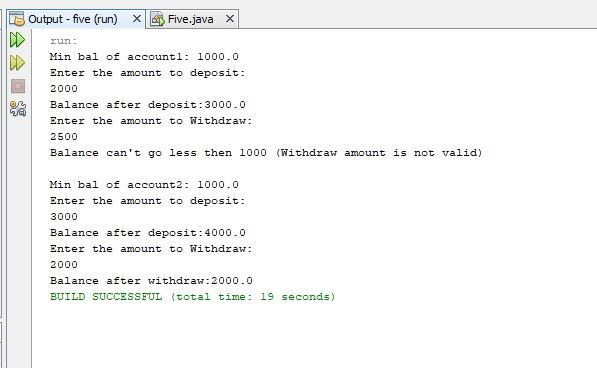 Output - five (run) × Five.java ×
run:
Min bal of account1: 1000.0
Enter the amount to deposit:
2000
Balance after deposit:3000.0
Enter the amount to Withdraw:
2500
Balance can't go less then 1000 (Withdraw amount is not valid)
Min bal of account2: 1000.0
Enter the amount to deposit:
3000
Balance after deposit:4000.0
Enter the amount to Withdraw:
2000
Balance after withdraw:2000.0
BUILD SUCCESSFUL (total time: 19 seconds)